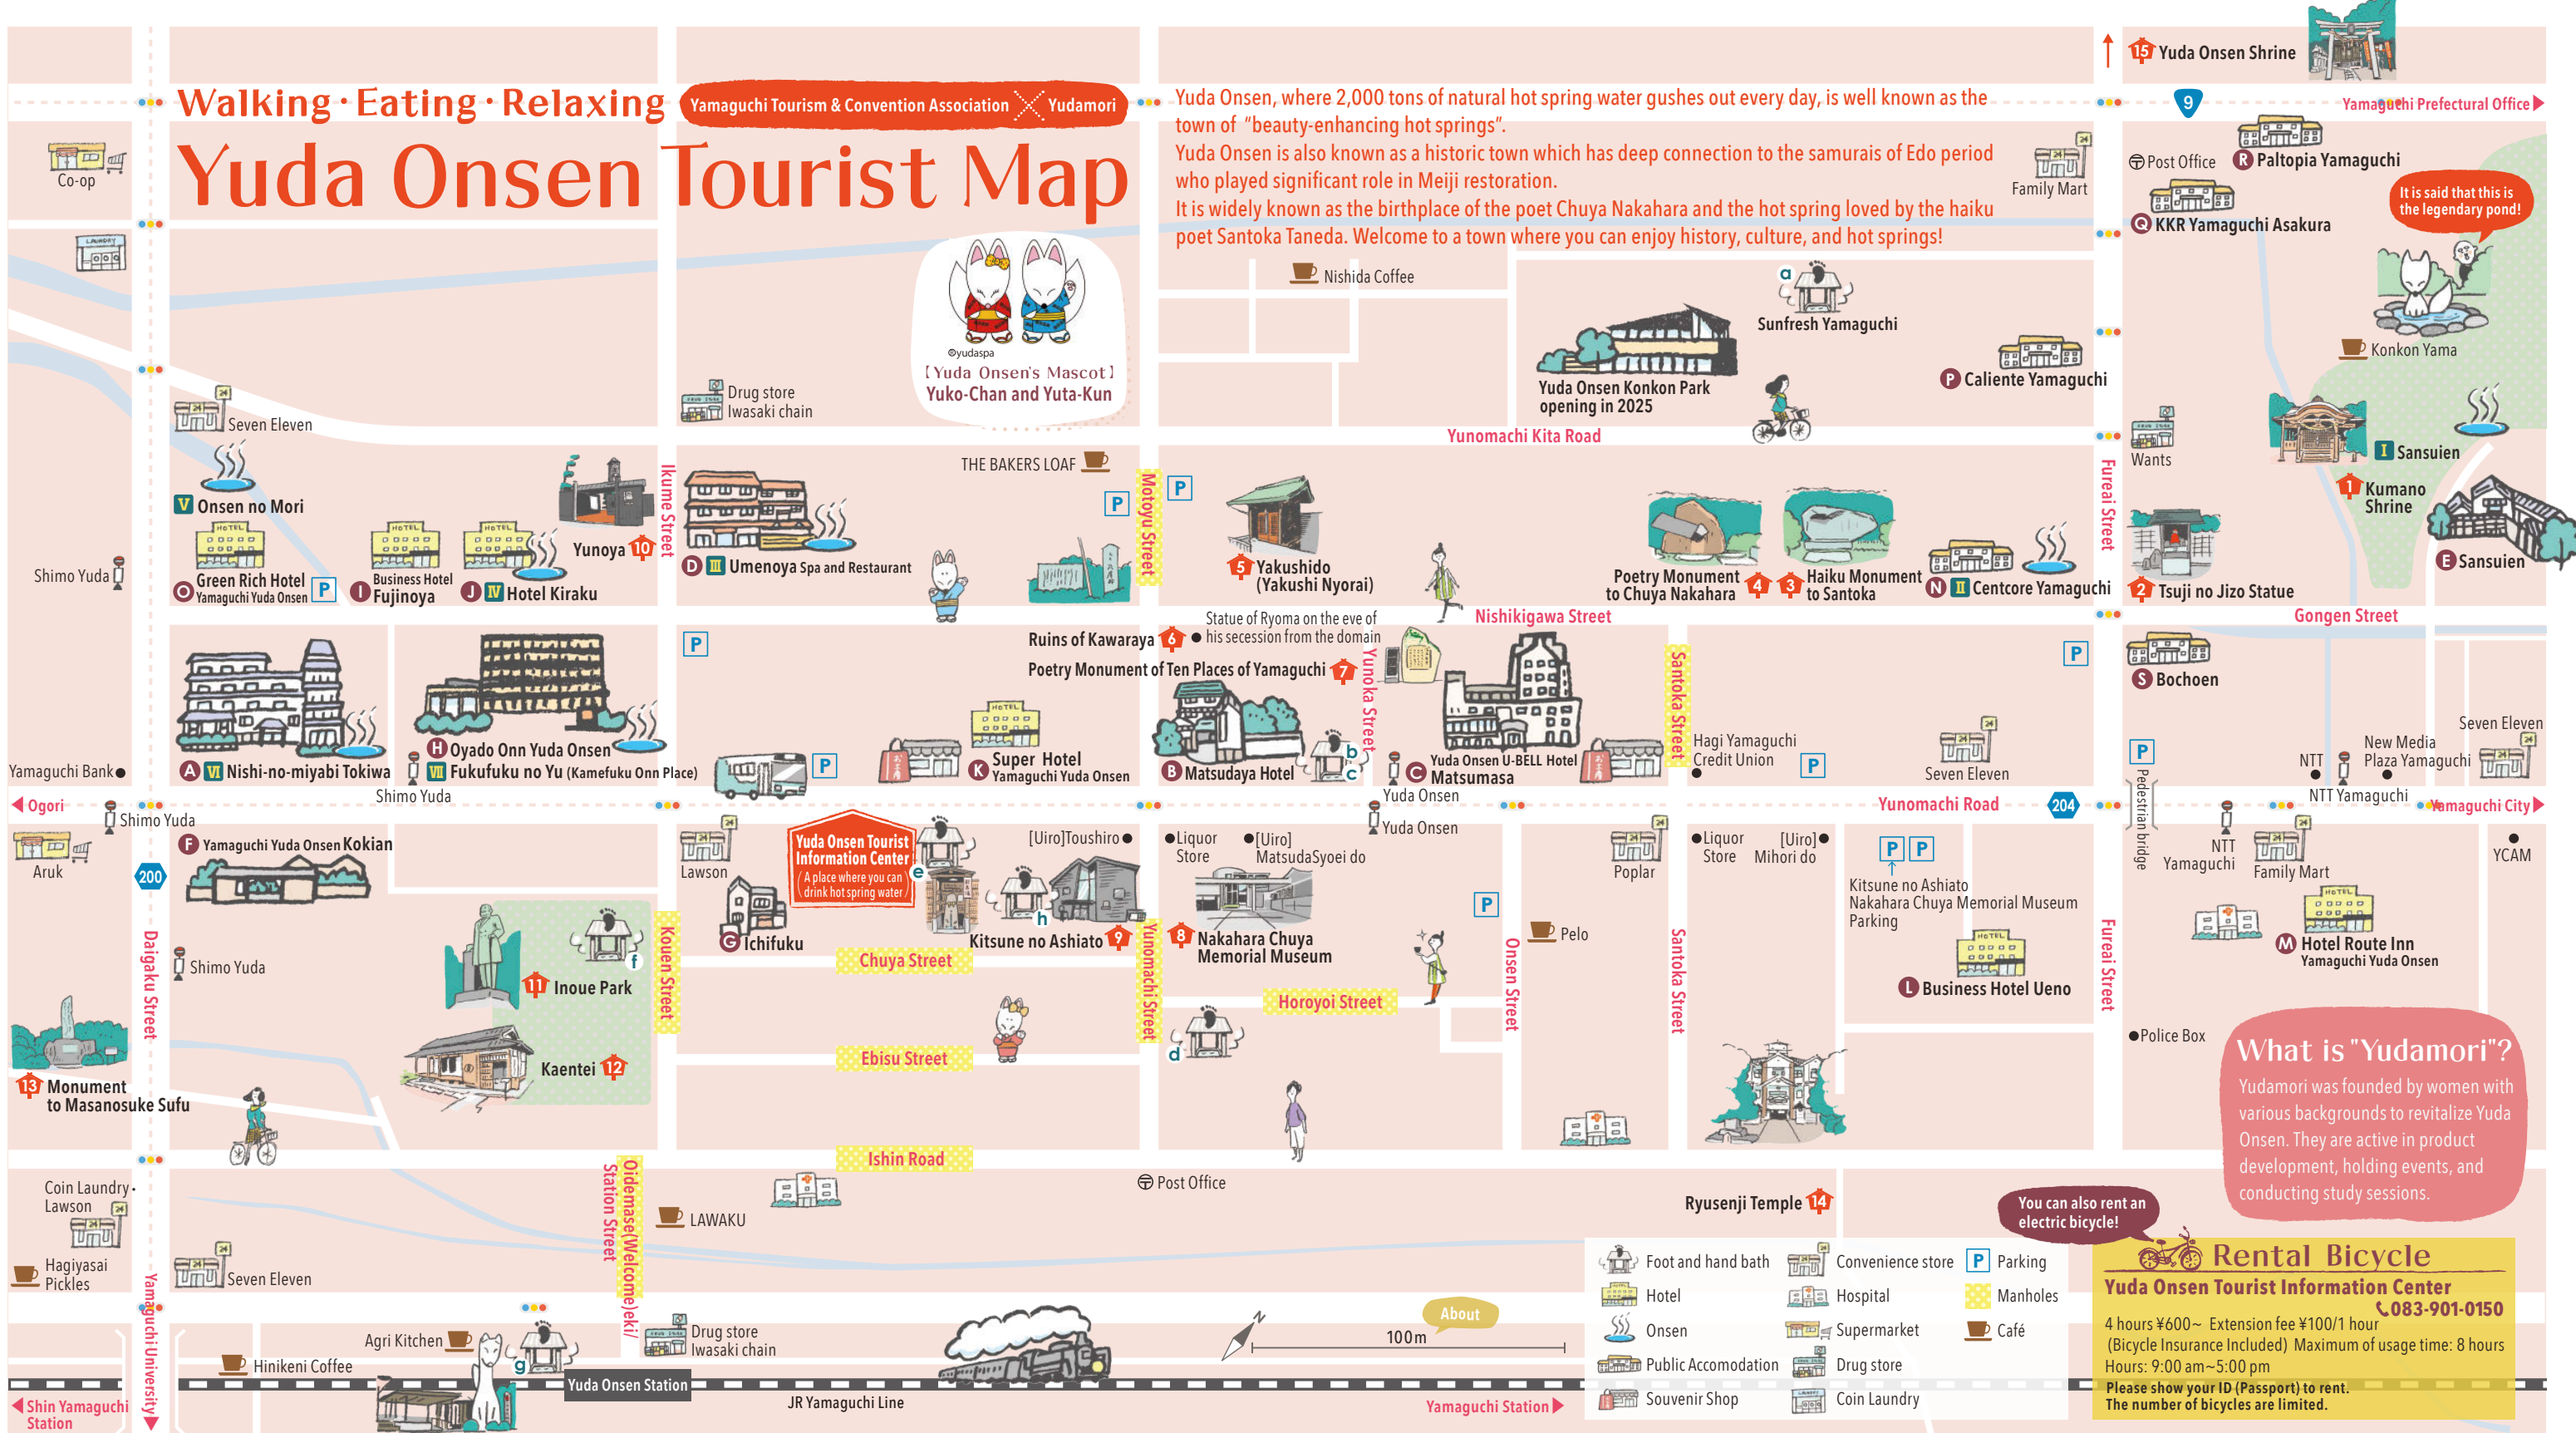 Walking・Eating・Relaxing
Yamaguchi Tourism & Convention Association × Yudamori
Yuda Onsen Tourist Map
Yuda Onsen, where 2,000 tons of natural hot spring water gushes out every day, is well known as the
town of "beauty-enhancing hot springs".
Yuda Onsen is also known as a historic town which has deep connection to the samurais of Edo period
who played significant role in Meiji restoration.
It is widely known as the birthplace of the poet Chuya Nakahara and the hot spring loved by the haiku
poet Santoka Taneda. Welcome to a town where you can enjoy history, culture, and hot springs!
15 Yuda Onsen Shrine
9
Yamaguchi Prefectural Office
Co-op
LAUNDRY
Family Mart
Post Office
R Paltopia Yamaguchi
Q KKR Yamaguchi Asakura
It is said that this is
the legendary pond!
©yudaspa
[Yuda Onsen's Mascot]
Yuko-Chan and Yuta-Kun
Nishida Coffee
a
Sunfresh Yamaguchi
Yuda Onsen Konkon Park
opening in 2025
P Caliente Yamaguchi
Konkon Yama
Seven Eleven
Drug store
Iwasaki chain
Yunomachi Kita Road
Wants
I Sansuien
1 Kumano
Shrine
E Sansuien
V Onsen no Mori
HOTEL
HOTEL
HOTEL
Yunoya 10
Ikume Street
THE BAKERS LOAF
P
Motoyu Street
P
Fureai Street
Shimo Yuda
O Green Rich Hotel
Yamaguchi Yuda Onsen
P
I Business Hotel
Fujinoya
J IV Hotel Kiraku
D III Umenoya Spa and Restaurant
5 Yakushido
(Yakushi Nyorai)
Poetry Monument
to Chuya Nakahara 4
3 Haiku Monument
to Santoka
N II Centcore Yamaguchi
2 Tsuji no Jizo Statue
Nishikigawa Street
Gongen Street
P
Ruins of Kawaraya 6
Statue of Ryoma on the eve of
his secession from the domain
Poetry Monument of Ten Places of Yamaguchi 7
Yunoka Street
Santoka Street
P
S Bochoen
Yamaguchi Bank
A VI Nishi-no-miyabi Tokiwa
H Oyado Onn Yuda Onsen
VII Fukufuku no Yu (Kamefuku Onn Place)
Shimo Yuda
P
HOTEL
K Super Hotel
Yamaguchi Yuda Onsen
B Matsudaya Hotel
b
c
C Yuda Onsen U-BELL Hotel
Matsumasa
Yuda Onsen
Hagi Yamaguchi
Credit Union
P
Seven Eleven
P
Pedestrian bridge
NTT
New Media
Plaza Yamaguchi
Seven Eleven
NTT Yamaguchi
Ogori
Yunomachi Road
204
Yamaguchi City
Shimo Yuda
Aruk
200
F Yamaguchi Yuda Onsen Kokian
Lawson
Yuda Onsen Tourist
Information Center
(A place where you can
drink hot spring water)
e
[Uiro]Toushiro
Liquor
Store
[Uiro]
MatsudaSyoei do
Yuda Onsen
Poplar
Liquor
Store
[Uiro]
Mihori do
P P
Kitsune no Ashiato
Nakahara Chuya Memorial Museum
Parking
NTT
Yamaguchi
Family Mart
YCAM
G Ichifuku
h
Kitsune no Ashiato 9
8 Nakahara Chuya
Memorial Museum
P
Pelo
HOTEL
L Business Hotel Ueno
HOTEL
M Hotel Route Inn
Yamaguchi Yuda Onsen
Daigaku Street
Shimo Yuda
f
11 Inoue Park
Kouen Street
Chuya Street
Yunomachi Street
Horoyoi Street
Onsen Street
Santoka Street
Fureai Street
13 Monument
to Masanosuke Sufu
Kaentei 12
Ebisu Street
d
Police Box
What is "Yudamori"?
Yudamori was founded by women with
various backgrounds to revitalize Yuda
Onsen. They are active in product
development, holding events, and
conducting study sessions.
Ishin Road
Post Office
Ryusenji Temple 14
Coin Laundry・
Lawson
Hagiyasai
Pickles
Seven Eleven
Oidemase(Welcome)eki/
Station Street
LAWAKU
Yamaguchi University
Agri Kitchen
Hinikeni Coffee
g
Drug store
Iwasaki chain
Yuda Onsen Station
JR Yamaguchi Line
Shin Yamaguchi
Station
Yamaguchi Station
N
About
100m
Foot and hand bath
Convenience store
P Parking
Hotel
Hospital
Manholes
Onsen
Supermarket
Café
Public Accomodation
Drug store
Souvenir Shop
Coin Laundry
You can also rent an
electric bicycle!
Rental Bicycle
Yuda Onsen Tourist Information Center
083-901-0150
4 hours ¥600~ Extension fee ¥100/1 hour
(Bicycle Insurance Included) Maximum of usage time: 8 hours
Hours: 9:00 am~5:00 pm
Please show your ID (Passport) to rent.
The number of bicycles are limited.